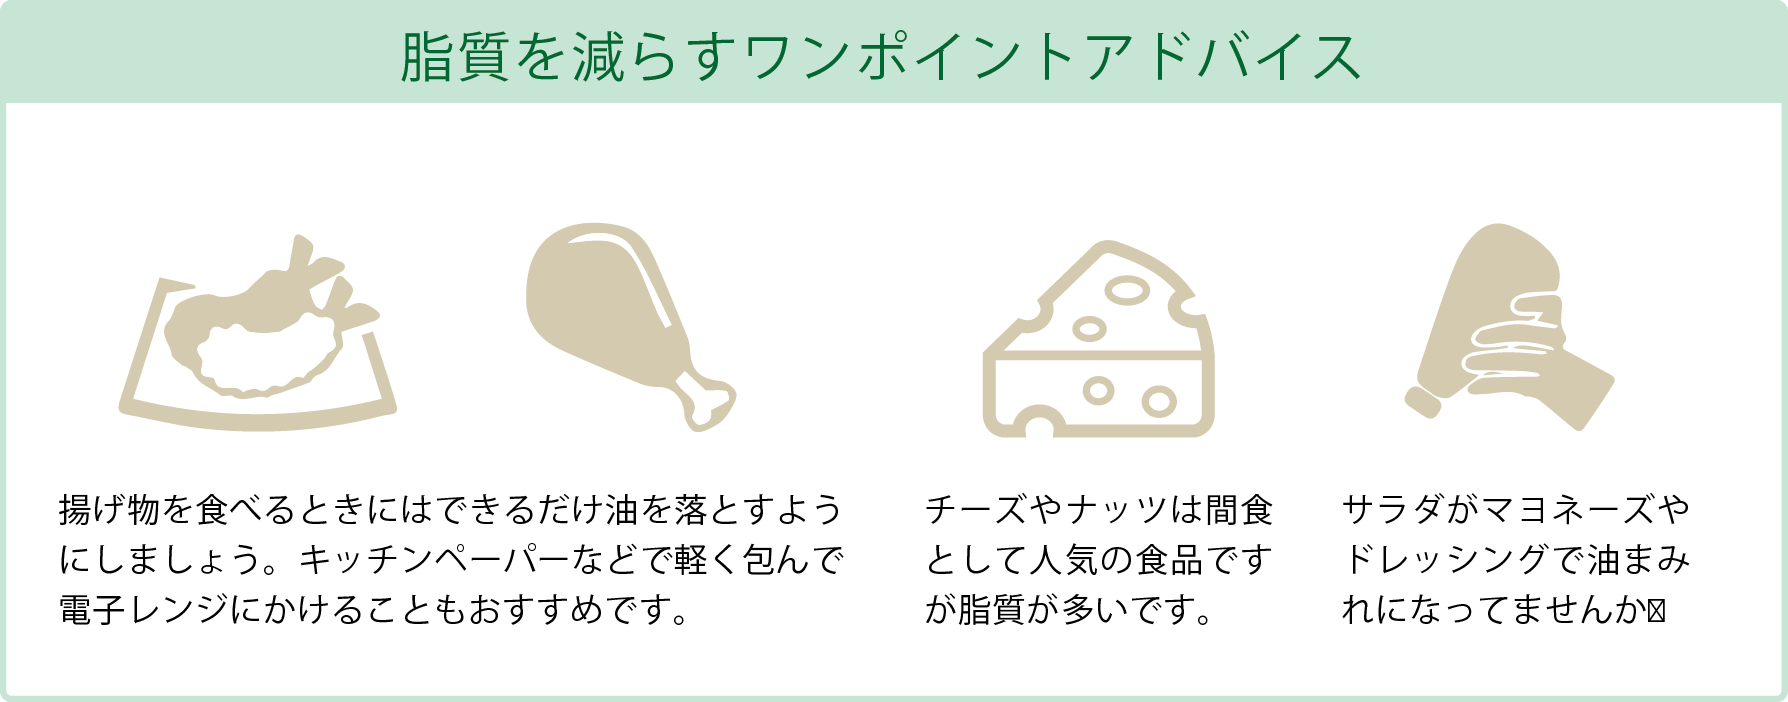 脂質を減らすワンポイントアドバイス
揚げ物を食べるときにはできるだけ油を落とすよう
にしましょう。キッチンペーパーなどで軽く包んで
電子レンジにかけることもおすすめです。
チーズやナッツは間食
として人気の食品です
が脂質が多いです。
サラダがマヨネーズや
ドレッシングで油まみ
れになってませんか